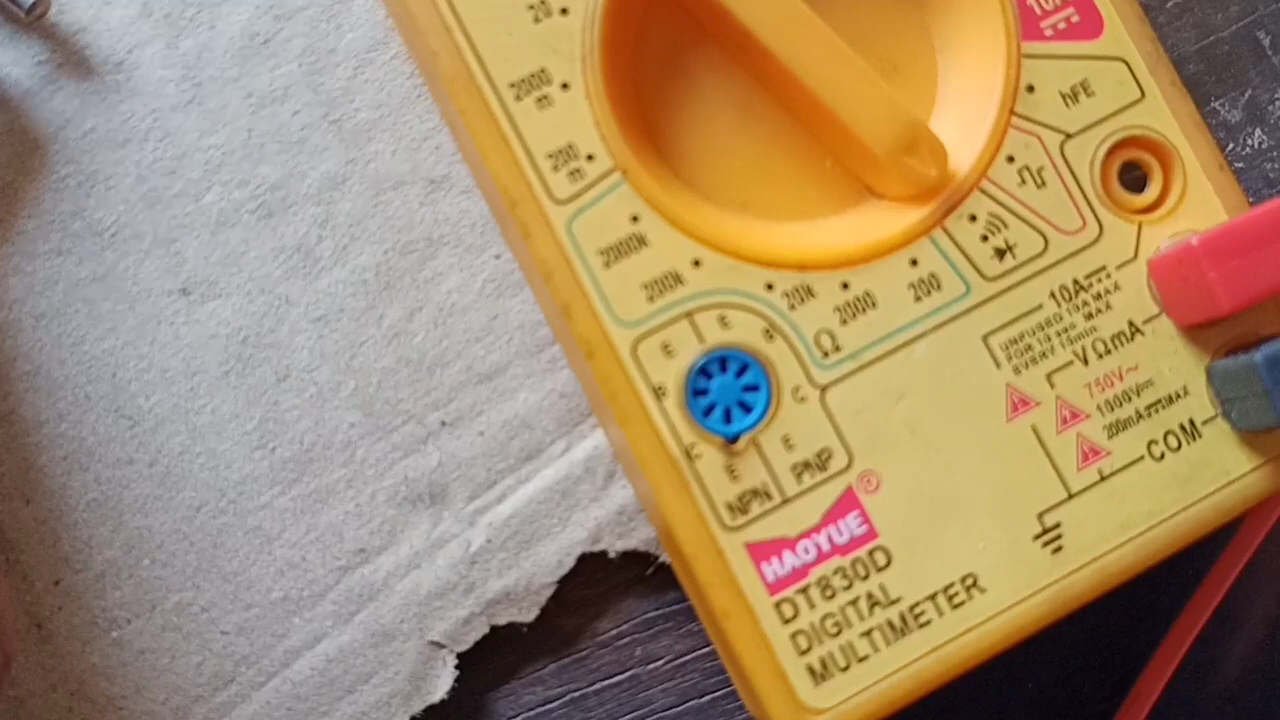 20
2000
m
200
m
10A
hFE
2000k
200k
20k
2000
200
Ω
10A
UNFUSED 10A MAX
FOR 10 sec MAX
EVERY 15min
VΩmA
750V~
1000V
200mA MAX
COM
E
E
B
B
C
C
E
E
NPN
PNP
HAOYUE
®
DT830D
DIGITAL
MULTIMETER